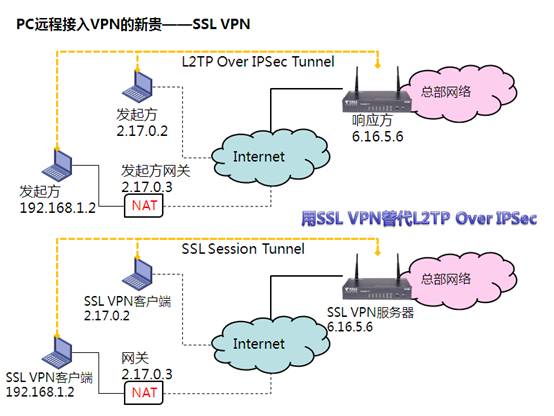 PC远程接入VPN的新贵——SSL VPN
L2TP Over IPSec Tunnel
发起方
2.17.0.2
总部网络
响应方
6.16.5.6
Internet
发起方
192.168.1.2
发起方网关
2.17.0.3
NAT
用SSL VPN替代L2TP Over IPSec
SSL Session Tunnel
SSL VPN客户端
2.17.0.2
总部网络
SSL VPN服务器
6.16.5.6
Internet
SSL VPN客户端
192.168.1.2
网关
2.17.0.3
NAT